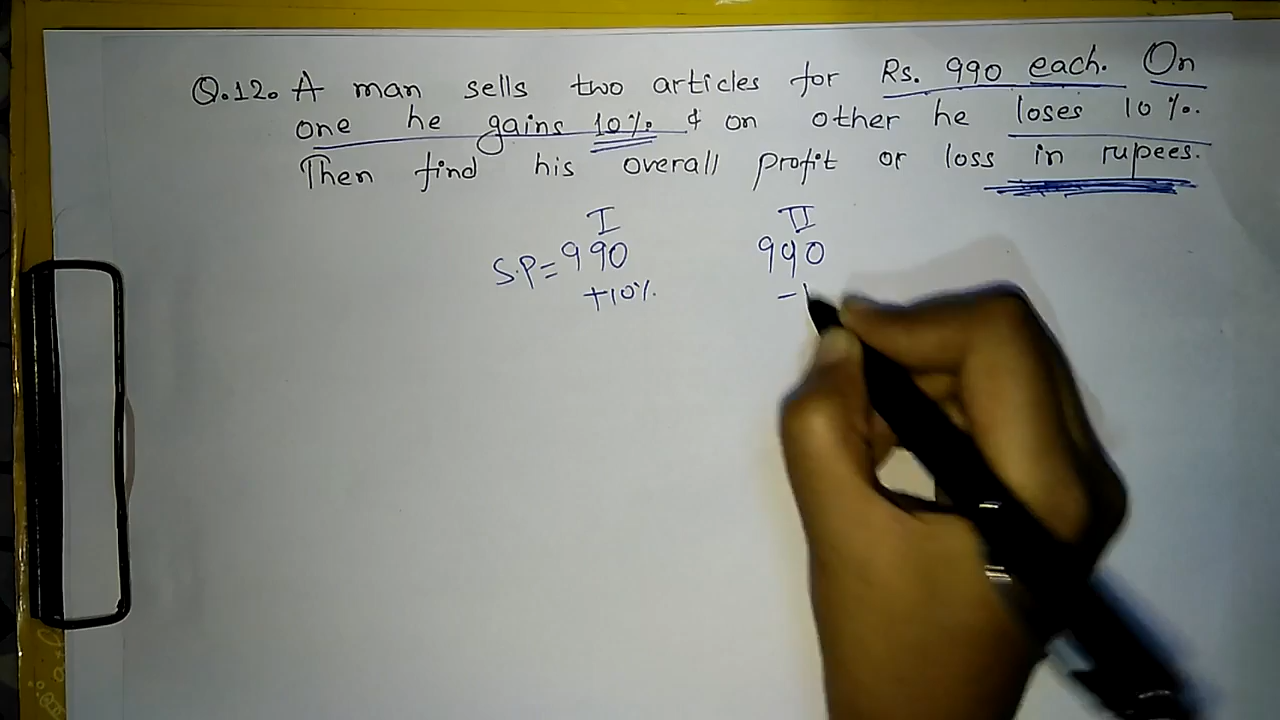 Q.12. A man sells two articles for Rs. 990 each. On
one he gains 10% & on other he loses 10%.
Then find his overall profit or loss in rupees.
I II
S.P = 990 990
+10% -1